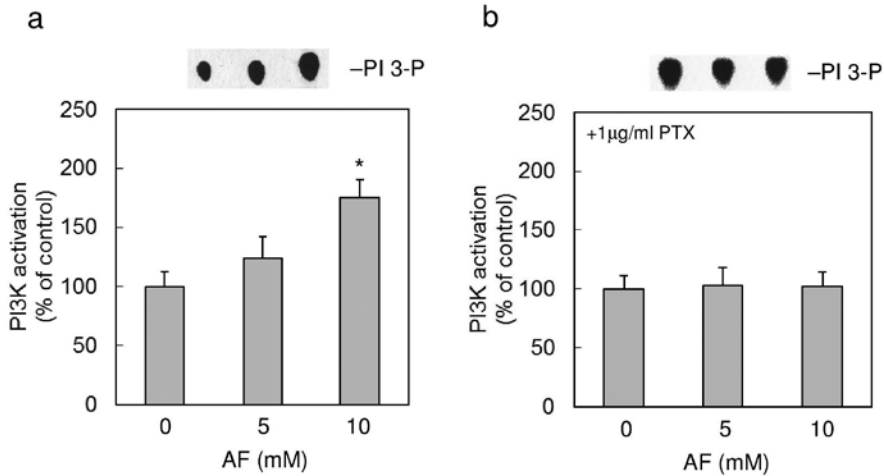 a
–PI 3-P
250
200
150
100
50
0
PI3K activation
(% of control)
*
0 5 10
AF (mM)
b
–PI 3-P
250
200
150
100
50
0
PI3K activation
(% of control)
+1μg/ml PTX
0 5 10
AF (mM)